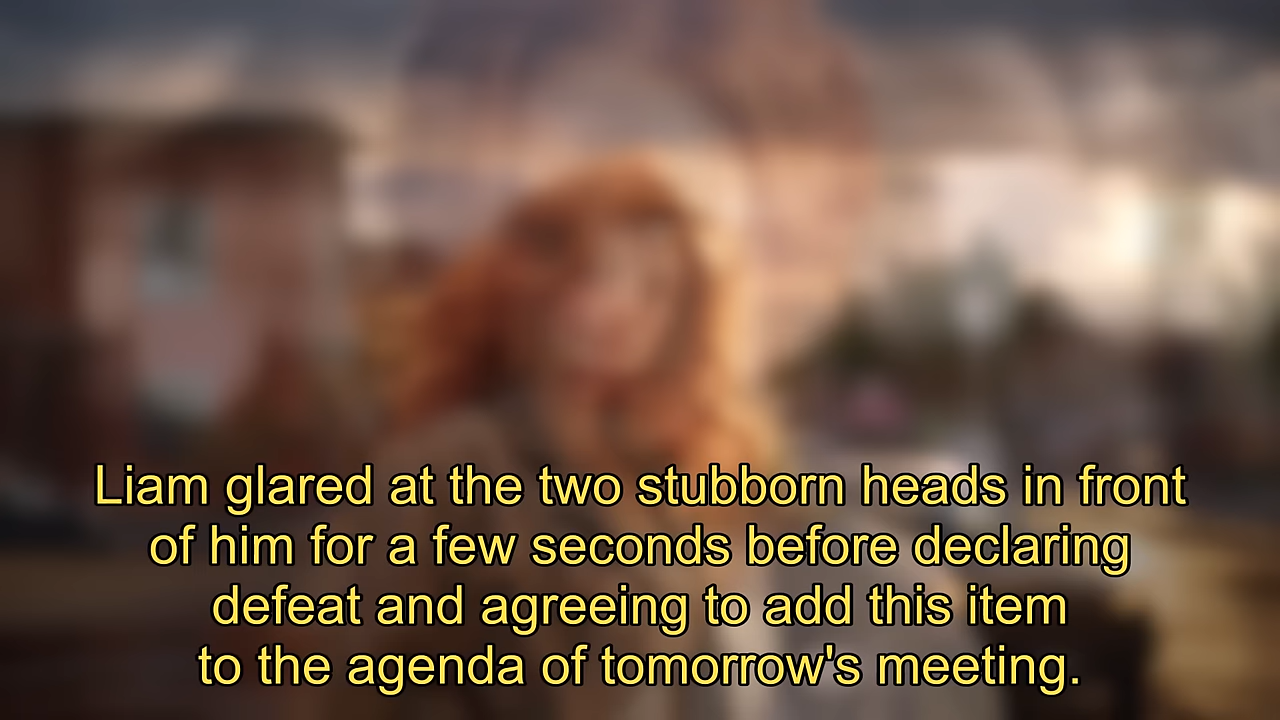 Liam glared at the two stubborn heads in front
of him for a few seconds before declaring
defeat and agreeing to add this item
to the agenda of tomorrow's meeting.